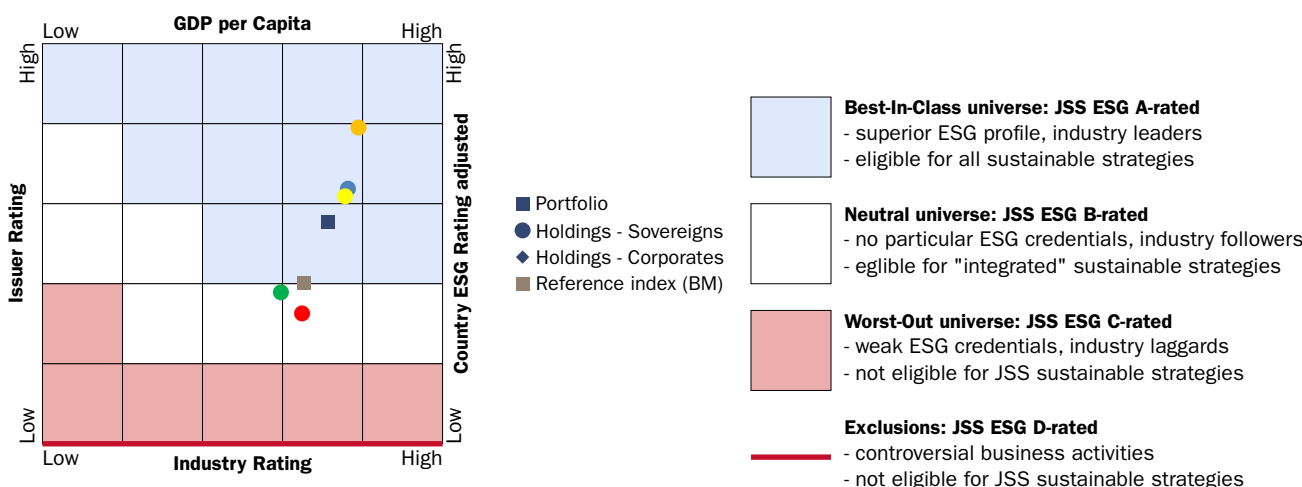 GDP per Capita
Low
High
High
High
Issuer Rating
Country ESG Rating adjusted
Low
Low
Low
High
Industry Rating
Portfolio
Holdings - Sovereigns
Holdings - Corporates
Reference index (BM)
Best-In-Class universe: JSS ESG A-rated
- superior ESG profile, industry leaders
- eligible for all sustainable strategies
Neutral universe: JSS ESG B-rated
- no particular ESG credentials, industry followers
- eglible for "integrated" sustainable strategies
Worst-Out universe: JSS ESG C-rated
- weak ESG credentials, industry laggards
- not eligible for JSS sustainable strategies
Exclusions: JSS ESG D-rated
- controversial business activities
- not eligible for JSS sustainable strategies